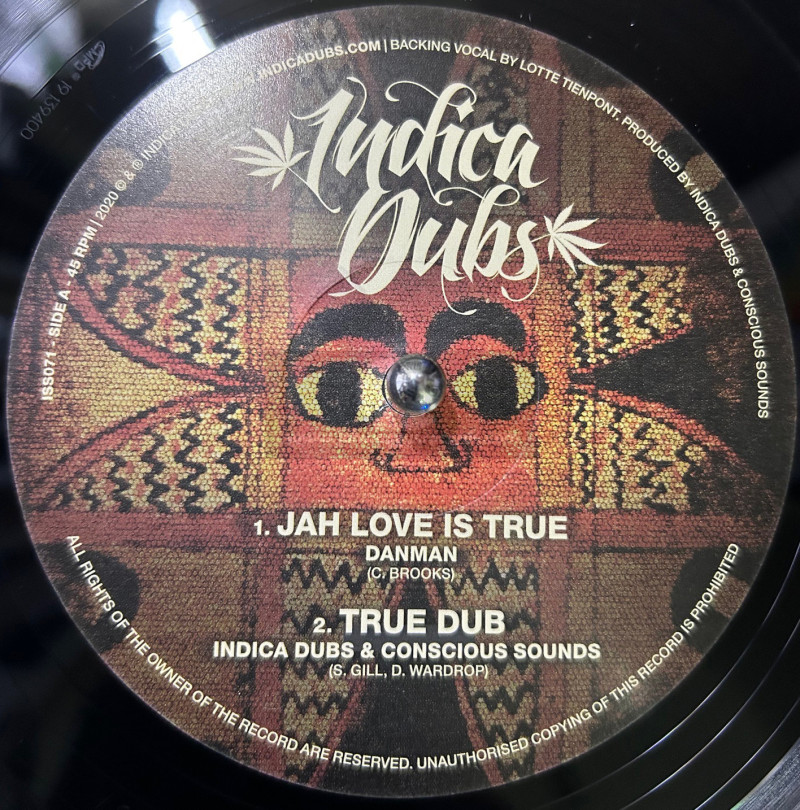 Indica
Dubs
ISS071 - SIDE A - 45 RPM | 2020 © & ℗ INDICA
INDICADUBS.COM | BACKING VOCAL BY LOTTE TIENPONT. PRODUCED BY INDICA DUBS & CONSCIOUS SOUNDS
1. JAH LOVE IS TRUE
DANMAN
(C. BROOKS)
2. TRUE DUB
INDICA DUBS & CONSCIOUS SOUNDS
(S. GILL, D. WARDROP)
ALL RIGHTS OF THE OWNER OF THE RECORD ARE RESERVED. UNAUTHORISED COPYING OF THIS RECORD IS PROHIBITED